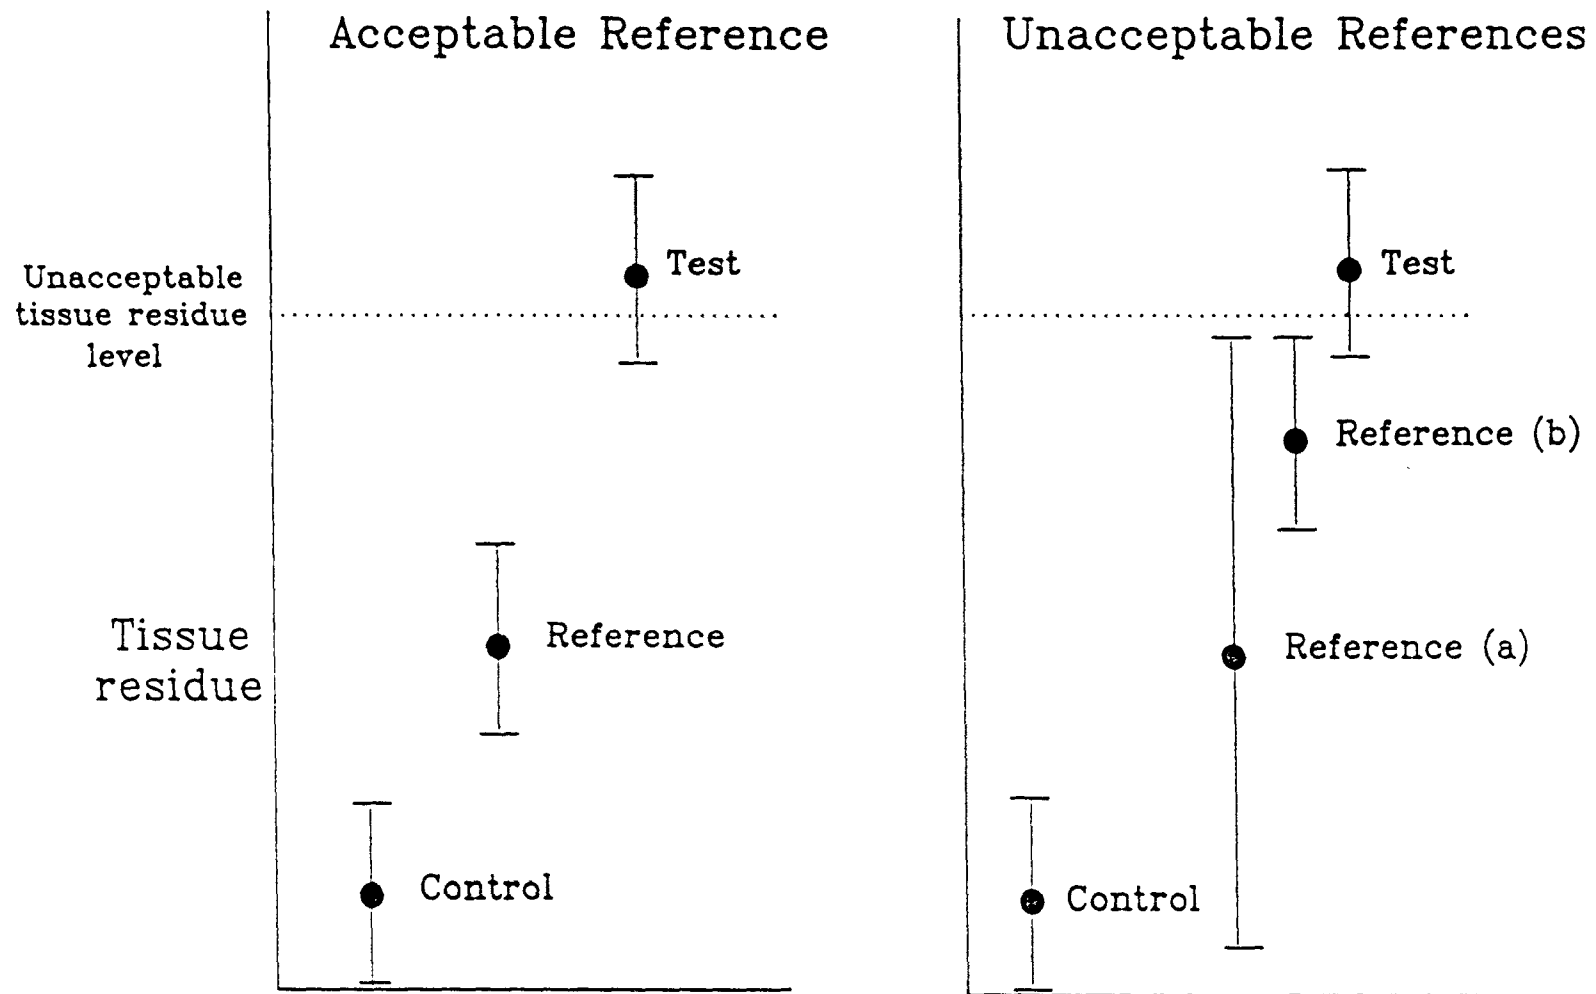 Acceptable Reference
Test
Unacceptable
tissue residue
level
Reference
Tissue
residue
Control
Unacceptable References
Test
Reference (b)
Reference (a)
Control